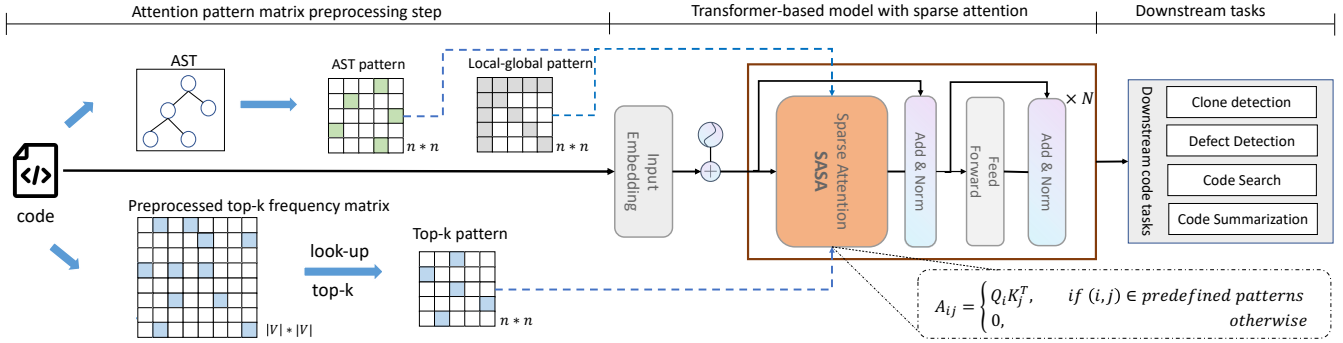 Attention pattern matrix preprocessing step
Transformer-based model with sparse attention
Downstream tasks
AST
AST pattern
n * n
Local-global pattern
n * n
</>
code
Preprocessed top-k frequency matrix
|V| * |V|
look-up
top-k
Top-k pattern
n * n
Input
Embedding
+
Sparse Attention
SASA
Add & Norm
Feed
Forward
Add & Norm
× N
Downstream code tasks
Clone detection
Defect Detection
Code Search
Code Summarization
A_{ij} = { Q_i K_j^T, if (i, j) ∈ predefined patterns
0, otherwise